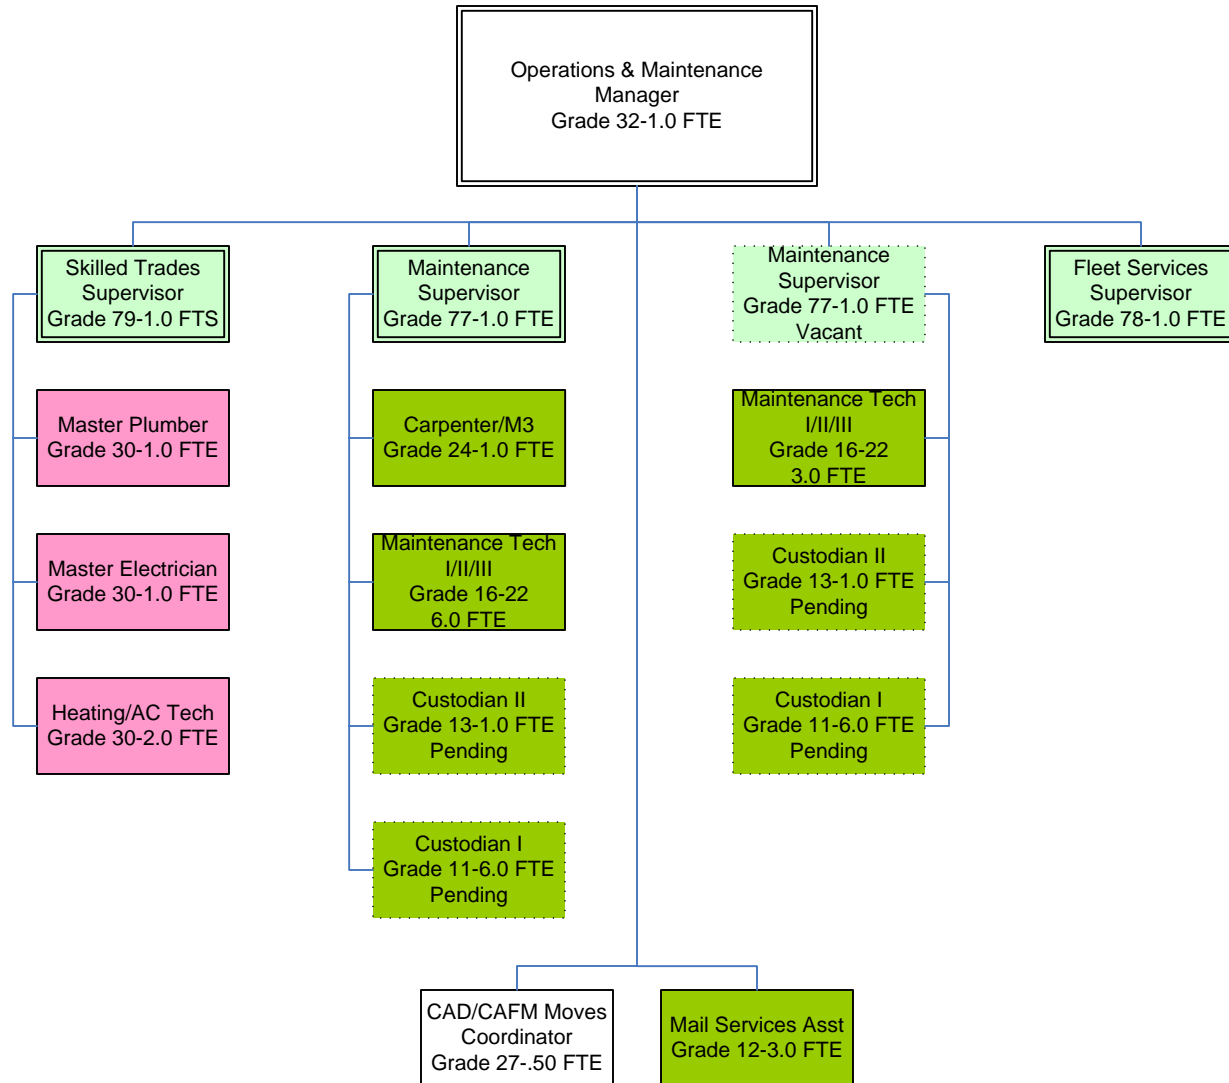 Operations & Maintenance
Manager
Grade 32-1.0 FTE
Skilled Trades
Supervisor
Grade 79-1.0 FTS
Maintenance
Supervisor
Grade 77-1.0 FTE
Maintenance
Supervisor
Grade 77-1.0 FTE
Vacant
Fleet Services
Supervisor
Grade 78-1.0 FTE
Master Plumber
Grade 30-1.0 FTE
Carpenter/M3
Grade 24-1.0 FTE
Maintenance Tech
I/II/III
Grade 16-22
3.0 FTE
Master Electrician
Grade 30-1.0 FTE
Maintenance Tech
I/II/III
Grade 16-22
6.0 FTE
Custodian II
Grade 13-1.0 FTE
Pending
Heating/AC Tech
Grade 30-2.0 FTE
Custodian II
Grade 13-1.0 FTE
Pending
Custodian I
Grade 11-6.0 FTE
Pending
Custodian I
Grade 11-6.0 FTE
Pending
CAD/CAFM Moves
Coordinator
Grade 27-.50 FTE
Mail Services Asst
Grade 12-3.0 FTE